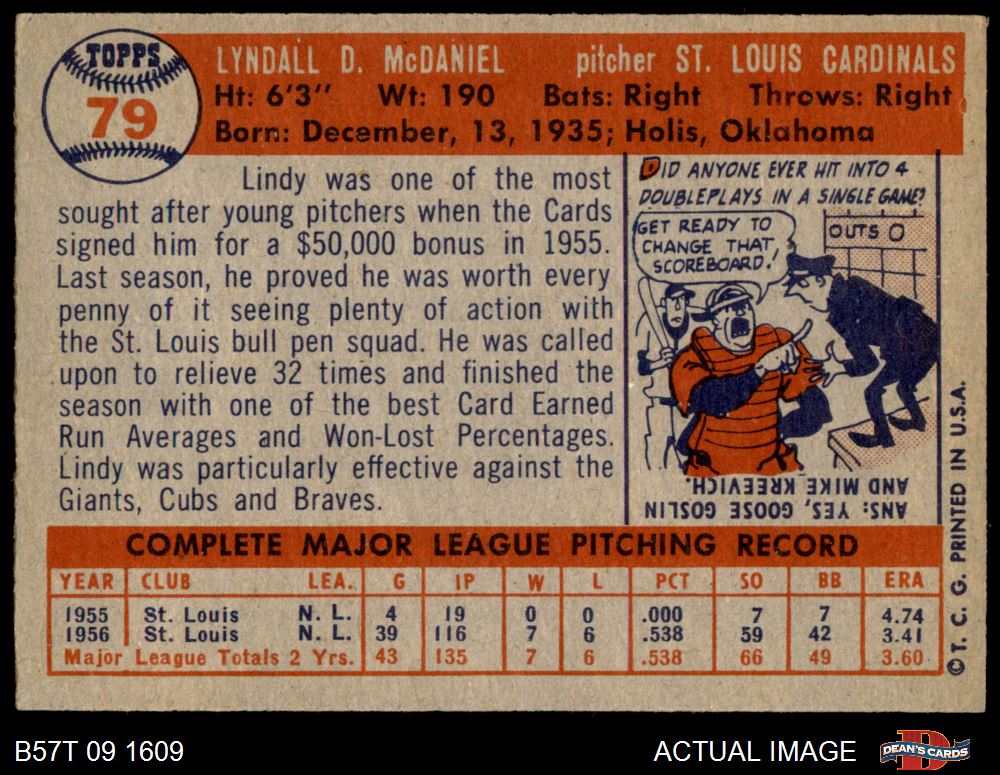 TOPPS
79
LYNDALL D. McDANIEL pitcher ST. LOUIS CARDINALS
Ht: 6'3" Wt: 190 Bats: Right Throws: Right
Born: December, 13, 1935; Holis, Oklahoma
Lindy was one of the most
sought after young pitchers when the Cards
signed him for a $50,000 bonus in 1955.
Last season, he proved he was worth every
penny of it seeing plenty of action with
the St. Louis bull pen squad. He was called
upon to relieve 32 times and finished the
season with one of the best Card Earned
Run Averages and Won-Lost Percentages.
Lindy was particularly effective against the
Giants, Cubs and Braves.
DID ANYONE EVER HIT INTO 4
DOUBLEPLAYS IN A SINGLE GAME?
GET READY TO
CHANGE THAT
SCOREBOARD!
OUTS 0
ANS: YES, GOOSE GOSLIN
AND MIKE KREEVICH.
COMPLETE MAJOR LEAGUE PITCHING RECORD
YEAR CLUB LEA. G IP W L PCT SO BB ERA
1955 St. Louis N. L. 4 19 0 0 .000 7 7 4.74
1956 St. Louis N. L. 39 116 7 6 .538 59 42 3.41
Major League Totals 2 Yrs. 43 135 7 6 .538 66 49 3.60
© T. C. G. PRINTED IN U.S.A.
B57T 09 1609 ACTUAL IMAGE
D
DEAN'S CARDS